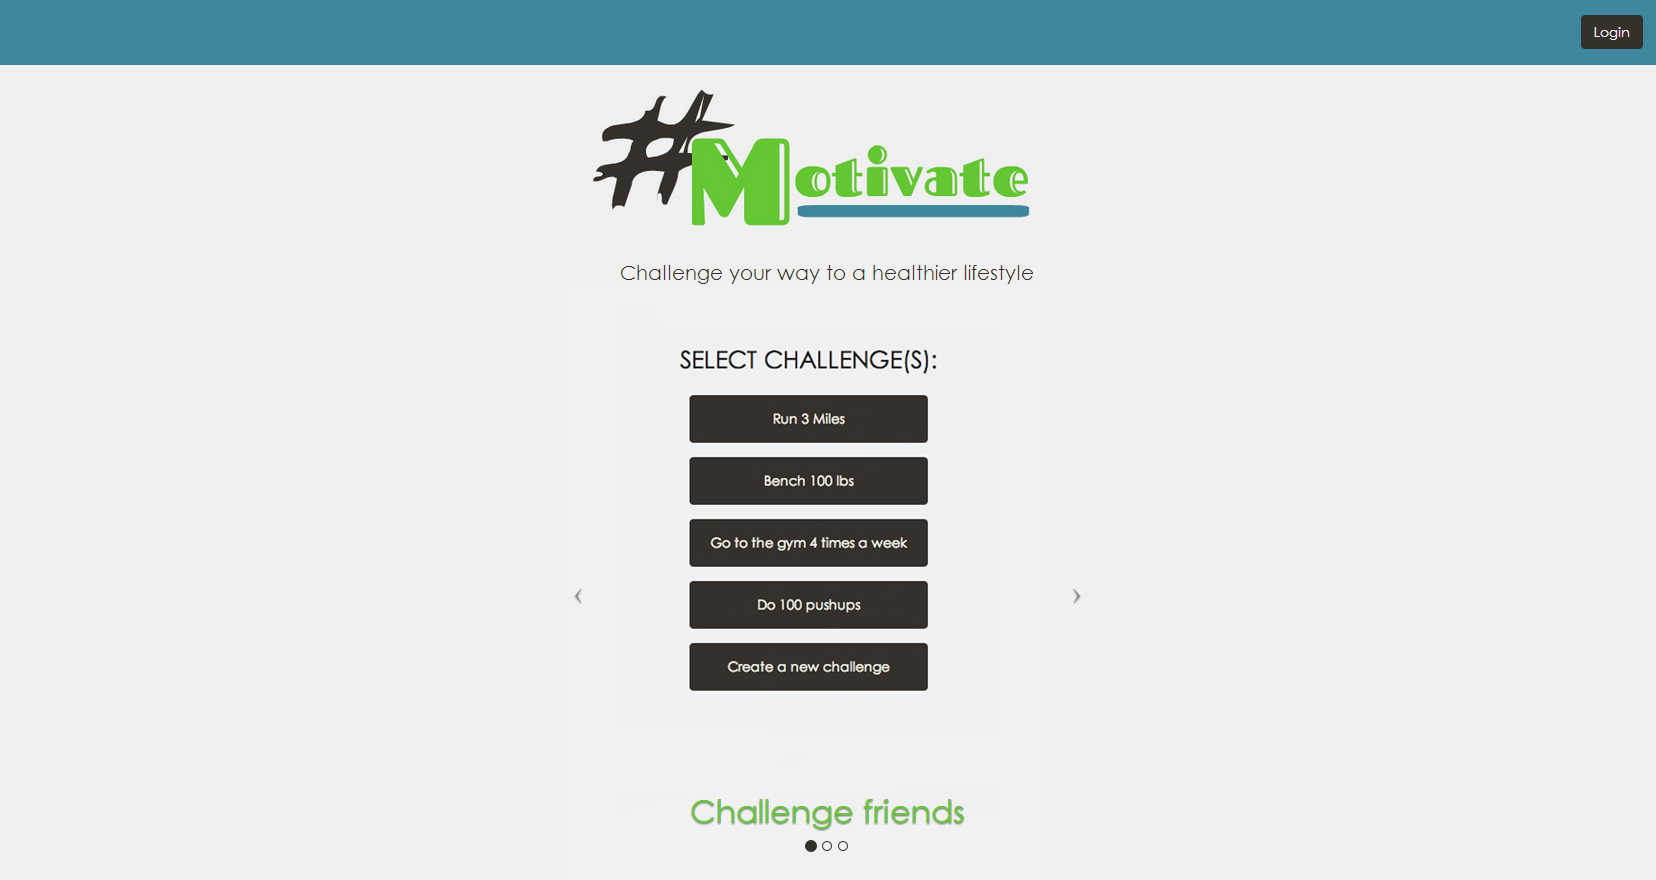 Login
#Motivate
Challenge your way to a healthier lifestyle
SELECT CHALLENGE(S):
Run 3 Miles
Bench 100 lbs
Go to the gym 4 times a week
Do 100 pushups
Create a new challenge
Challenge friends